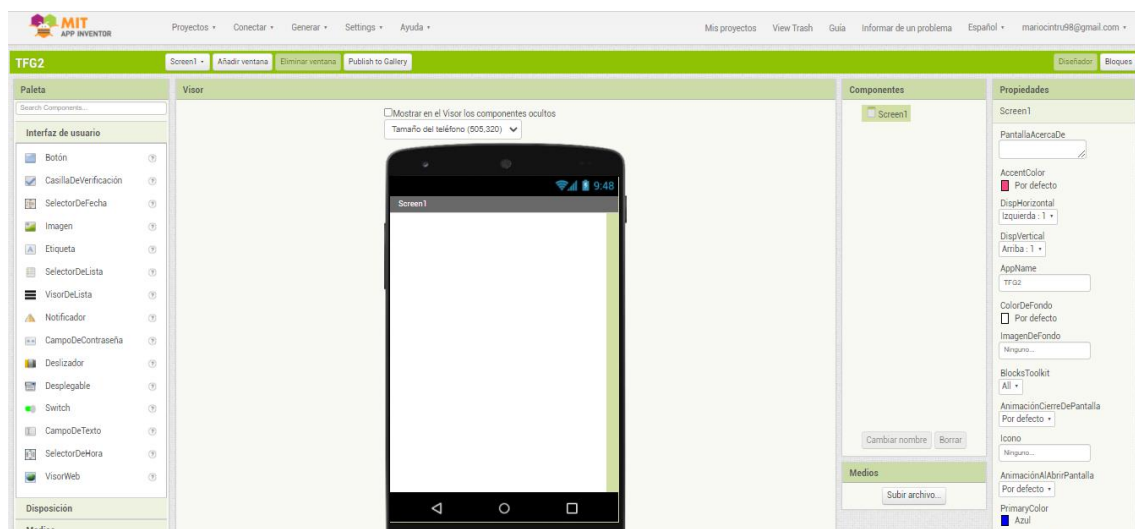 MIT
APP INVENTOR
Proyectos Conectar Generar Settings Ayuda
Mis proyectos View Trash Guía Informar de un problema Español mariocintru98@gmail.com
TFG2
Screen1 Añadir ventana Eliminar ventana Publish to Gallery
Diseñador Bloques
Paleta
Search Components...
Interfaz de usuario
Botón
CasillaDeVerificación
SelectorDeFecha
Imagen
Etiqueta
SelectorDeLista
VisorDeLista
Notificador
CampoDeContraseña
Deslizador
Desplegable
Switch
CampoDeTexto
SelectorDeHora
VisorWeb
Disposición
Medios
Visor
Mostrar en el Visor los componentes ocultos
Tamaño del teléfono (505,320)
9:48
Screen1
Componentes
Screen1
Cambiar nombre Borrar
Medios
Subir archivo...
Propiedades
Screen1
PantallaAcercaDe
AccentColor
Por defecto
DispHorizontal
Izquierda : 1
DispVertical
Arriba : 1
AppName
TFG2
ColorDeFondo
Por defecto
ImagenDeFondo
Ninguno...
BlocksToolkit
All
AnimaciónCierreDePantalla
Por defecto
Icono
Ninguno...
AnimaciónAlAbrirPantalla
Por defecto
PrimaryColor
Azul